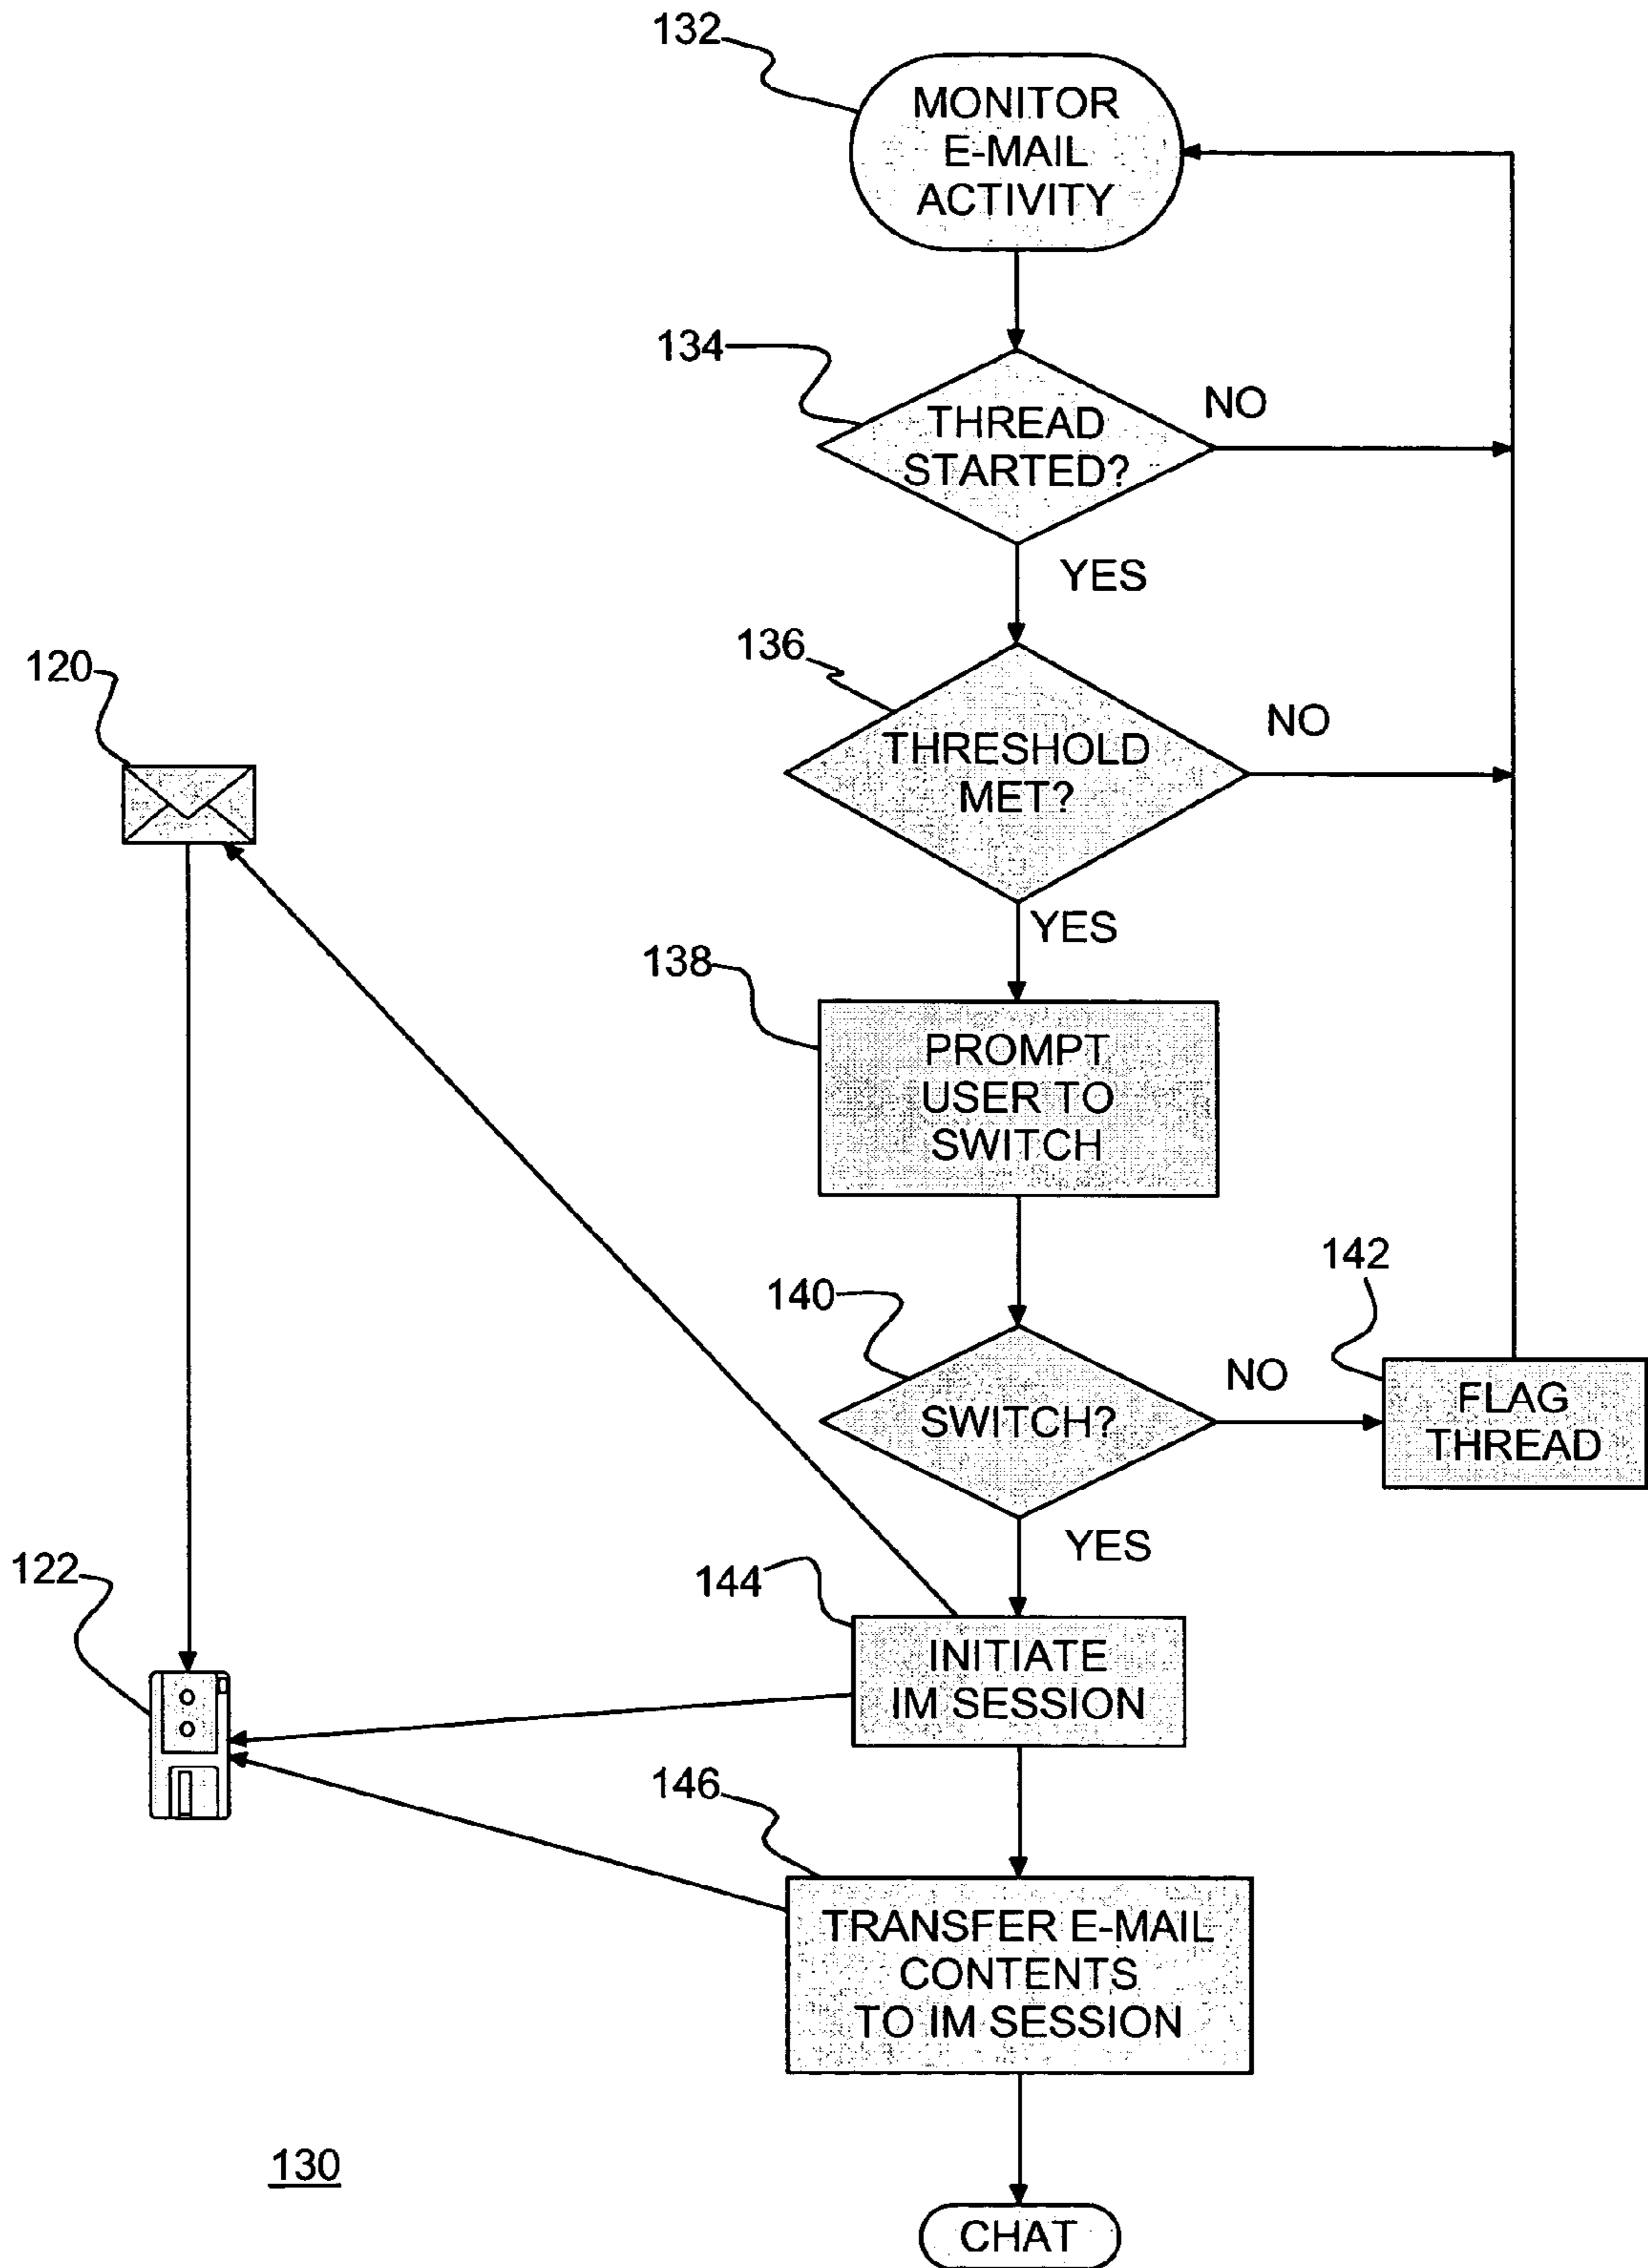 132
MONITOR
E-MAIL
ACTIVITY
134
THREAD
STARTED?
NO
YES
136
THRESHOLD
MET?
NO
YES
120
138
PROMPT
USER TO
SWITCH
140
SWITCH?
NO
142
FLAG
THREAD
YES
122
144
INITIATE
IM SESSION
146
TRANSFER E-MAIL
CONTENTS
TO IM SESSION
130
CHAT